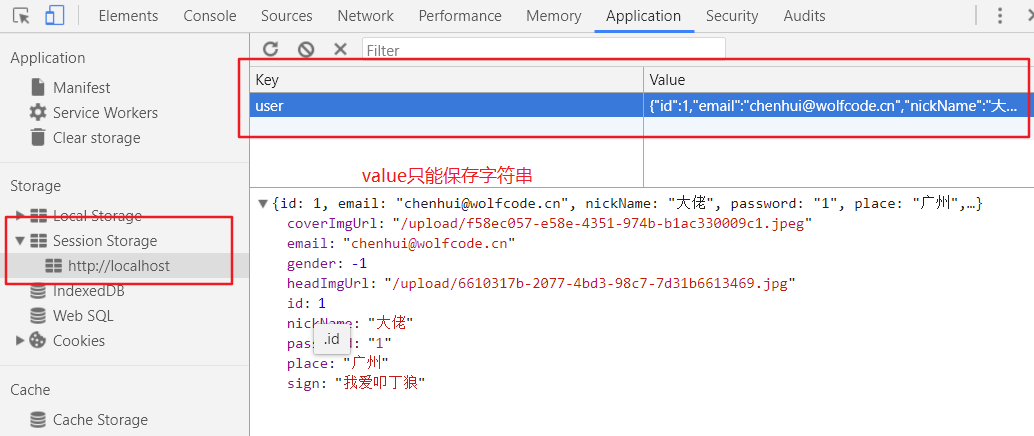 Elements Console Sources Network Performance Memory Application Security Audits
Application
Manifest
Service Workers
Clear storage
Storage
Local Storage
Session Storage
http://localhost
IndexedDB
Web SQL
Cookies
Cache
Cache Storage
Filter
Key Value
user {"id":1,"email":"chenhui@wolfcode.cn","nickName":"大...
value只能保存字符串
▼{id: 1, email: "chenhui@wolfcode.cn", nickName: "大佬", password: "1", place: "广州",…}
coverImgUrl: "/upload/f58ec057-e58e-4351-974b-b1ac330009c1.jpeg"
email: "chenhui@wolfcode.cn"
gender: -1
headImgUrl: "/upload/6610317b-2077-4bd3-98c7-7d31b6613469.jpg"
id: 1
nickName: "大佬"
.id
"1"
place: "广州"
sign: "我爱叩丁狼"